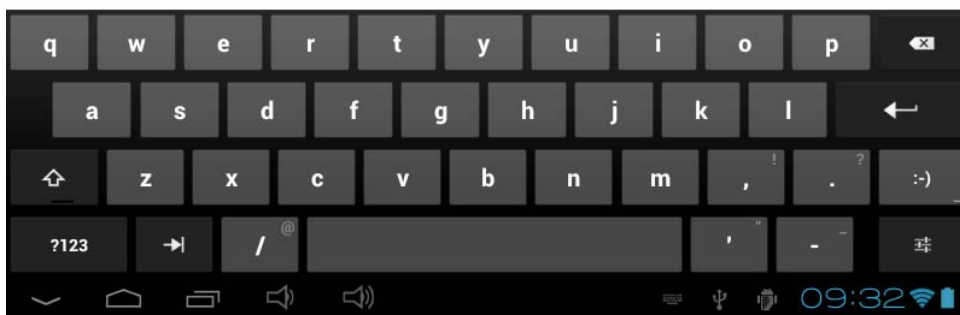 q w e r t y u i o p
a s d f g h j k l
z x c v b n m , ! . ? :-)
?123 / @ ' " - _
09:32